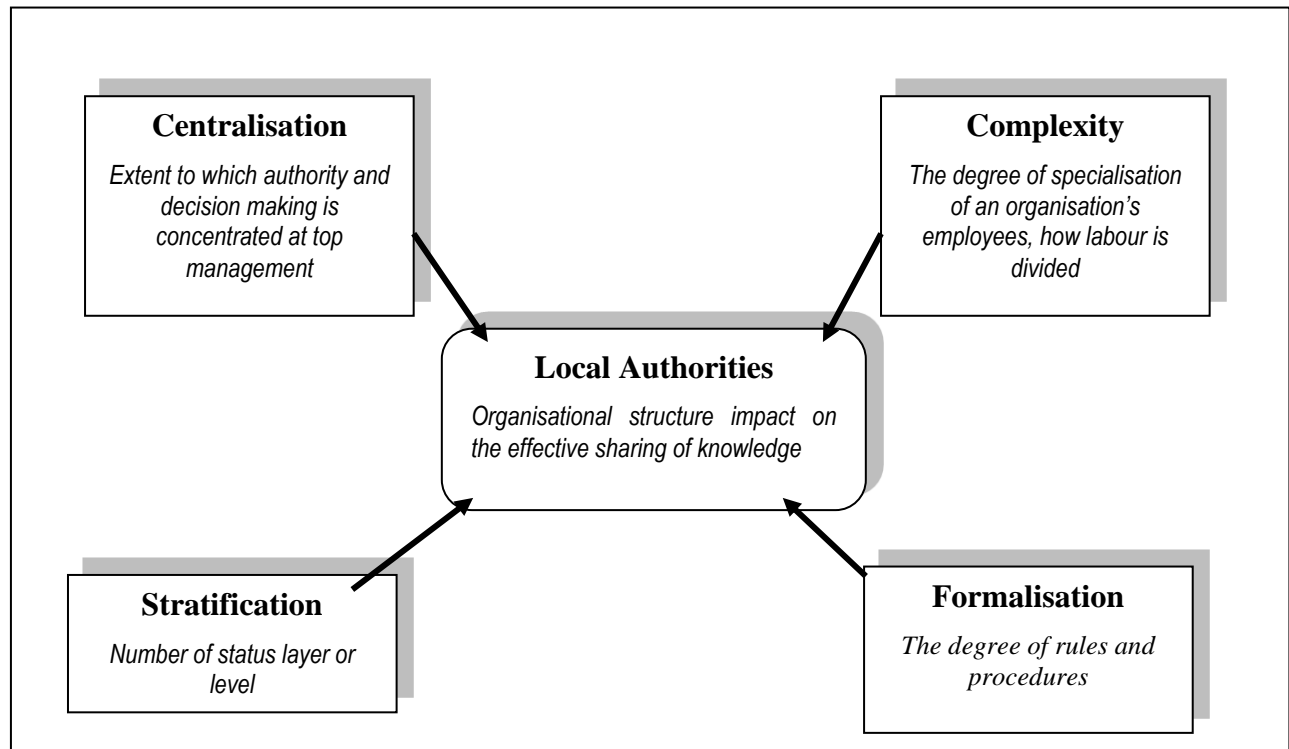 Centralisation
Extent to which authority and
decision making is
concentrated at top
management
Complexity
The degree of specialisation
of an organisation’s
employees, how labour is
divided
Local Authorities
Organisational structure impact on
the effective sharing of knowledge
Stratification
Number of status layer or
level
Formalisation
The degree of rules and
procedures